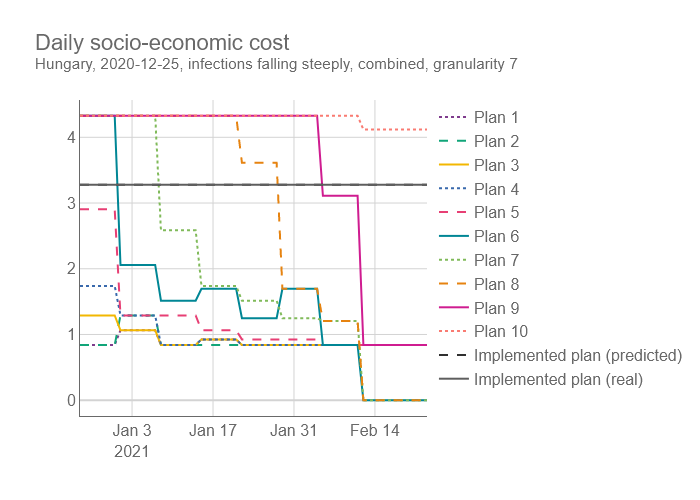 Daily socio-economic cost
Hungary, 2020-12-25, infections falling steeply, combined, granularity 7
4
3
2
1
0
Jan 3
2021
Jan 17
Jan 31
Feb 14
Plan 1
Plan 2
Plan 3
Plan 4
Plan 5
Plan 6
Plan 7
Plan 8
Plan 9
Plan 10
Implemented plan (predicted)
Implemented plan (real)